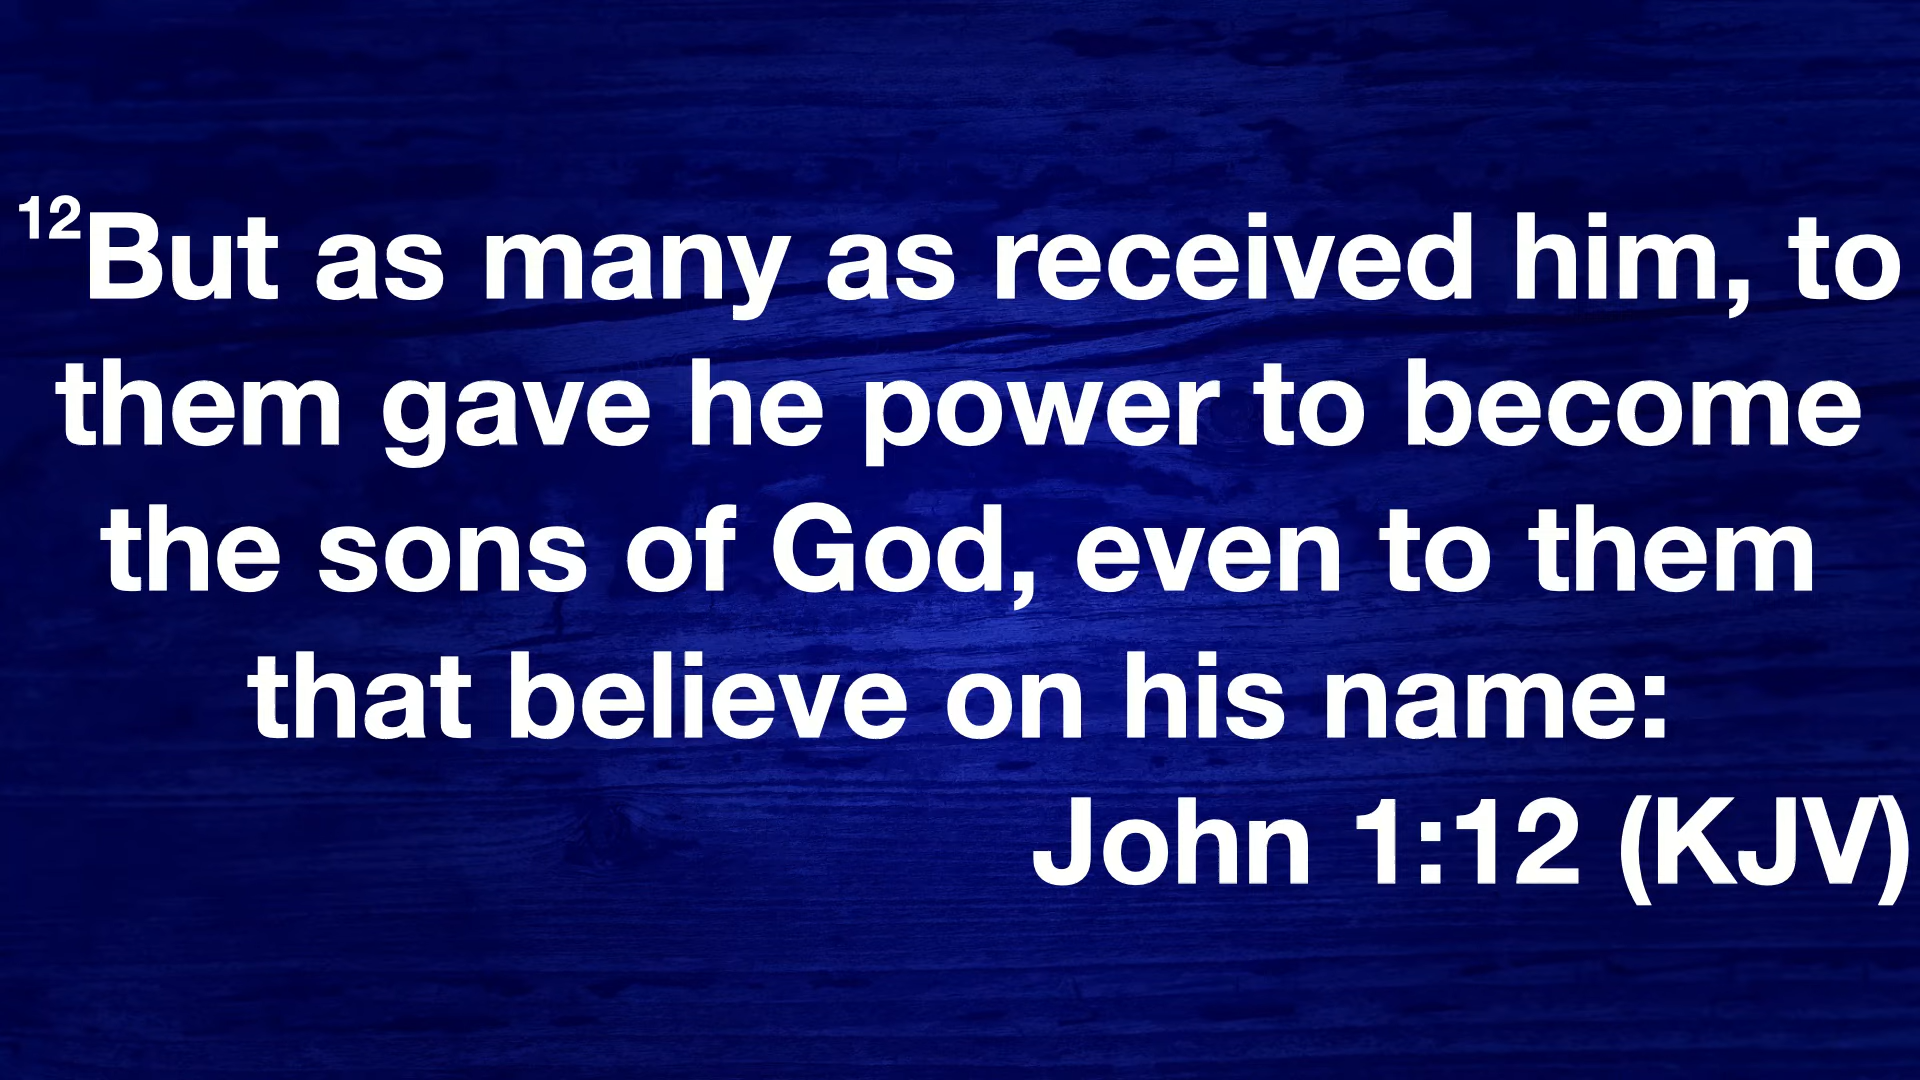 12But as many as received him, to
them gave he power to become
the sons of God, even to them
that believe on his name:
John 1:12 (KJV)